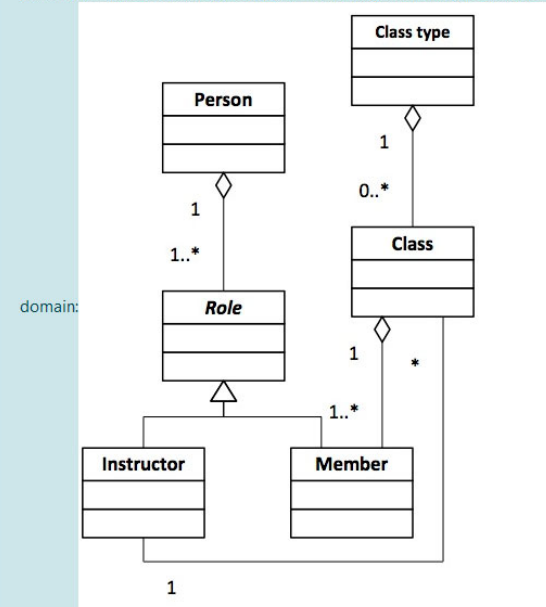 Class type
Person
1
0..*
1
1..*
Class
domain:
Role
1
*
1..*
Instructor
Member
1